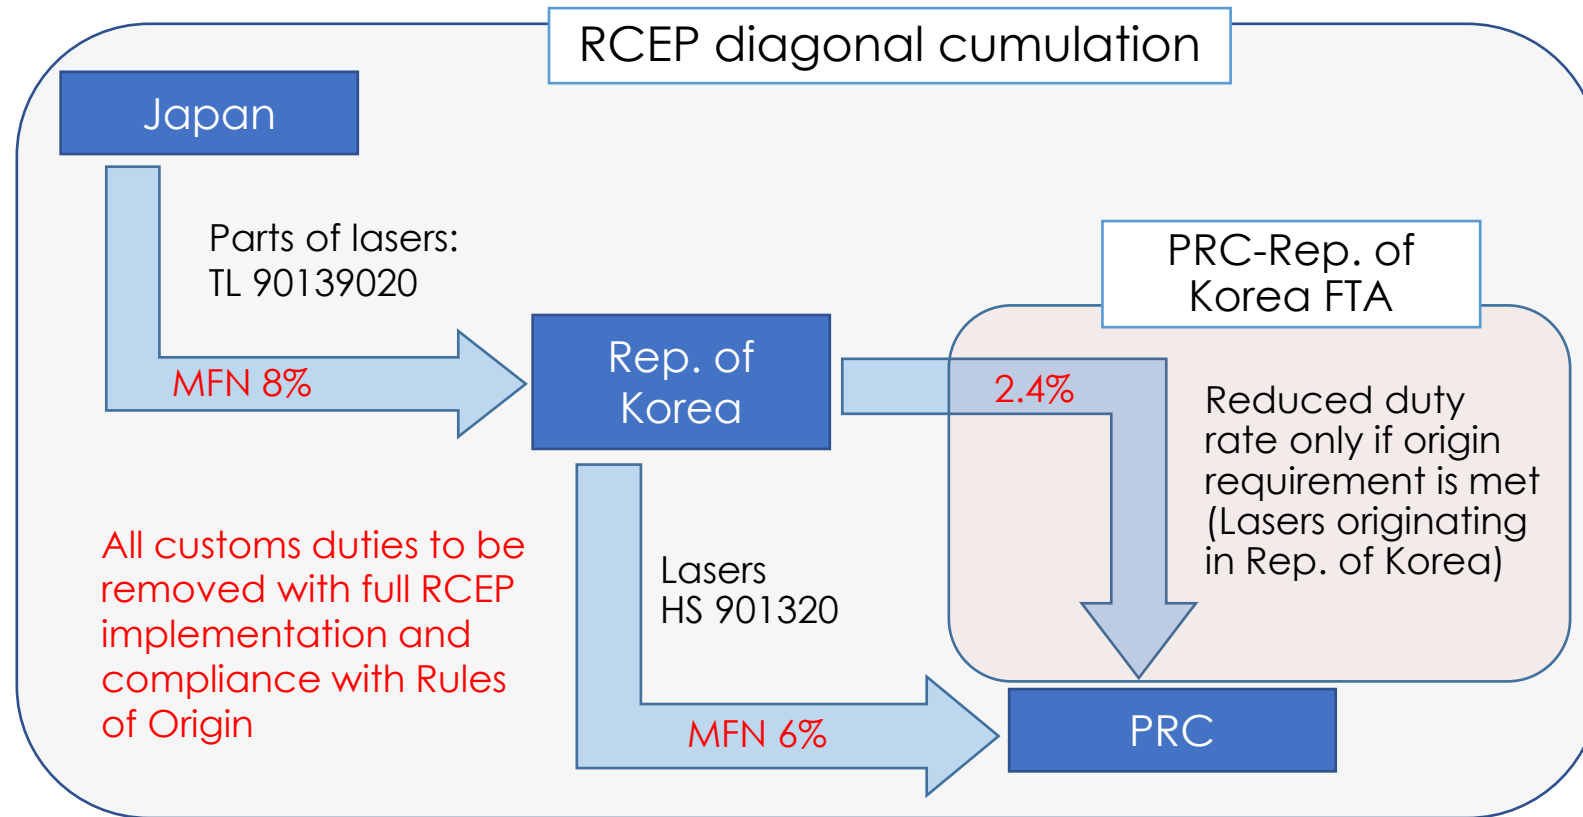 RCEP diagonal cumulation
Japan
Parts of lasers:
TL 90139020
MFN 8%
Rep. of
Korea
PRC-Rep. of
Korea FTA
2.4%
Reduced duty
rate only if origin
requirement is met
(Lasers originating
in Rep. of Korea)
All customs duties to be
removed with full RCEP
implementation and
compliance with Rules
of Origin
Lasers
HS 901320
MFN 6%
PRC